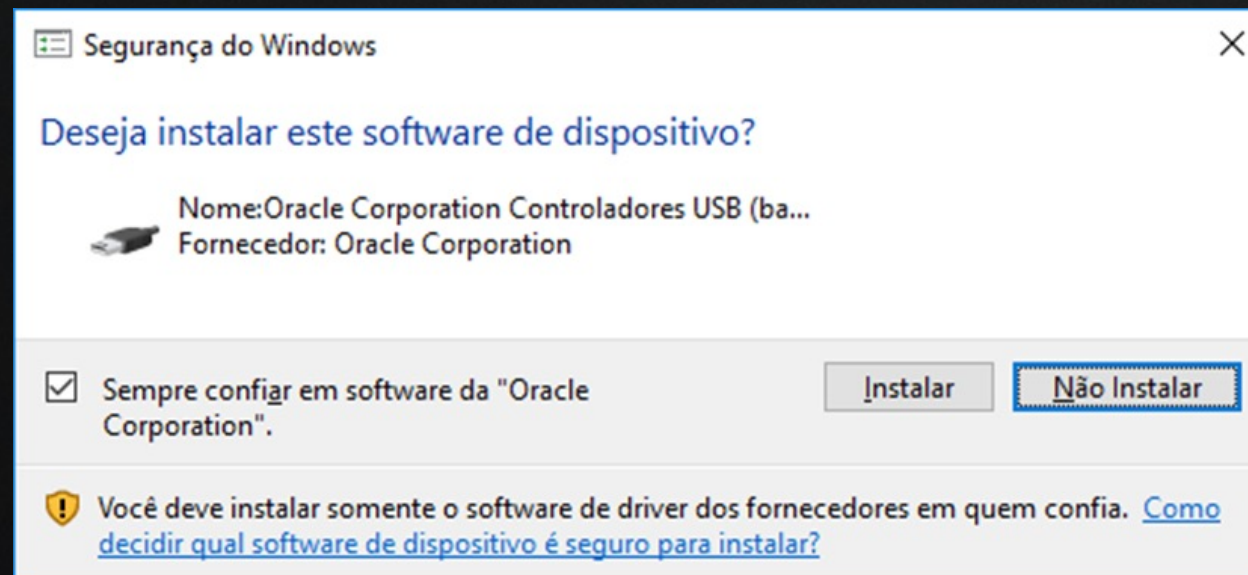 Segurança do Windows
Deseja instalar este software de dispositivo?
Nome:Oracle Corporation Controladores USB (ba...
Fornecedor: Oracle Corporation
Sempre confiar em software da "Oracle
Corporation".
Instalar
Não Instalar
Você deve instalar somente o software de driver dos fornecedores em quem confia. Como
decidir qual software de dispositivo é seguro para instalar?